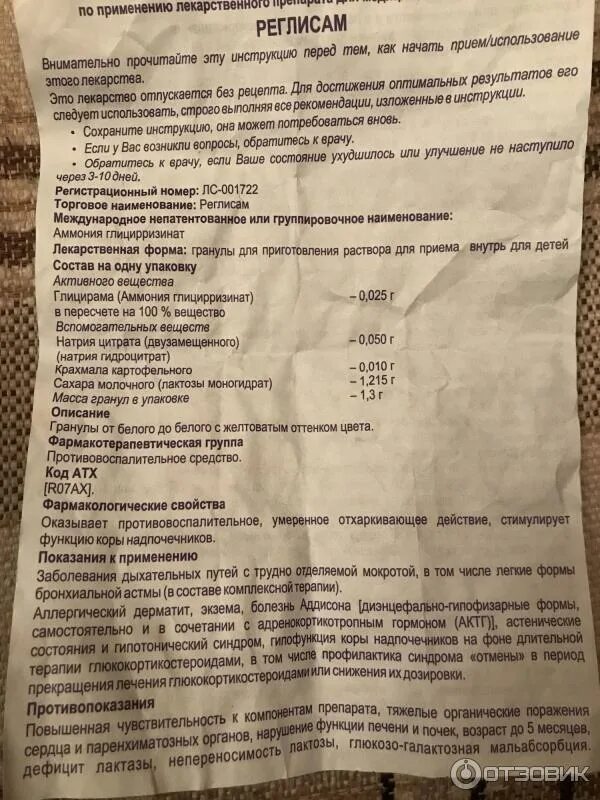 по применению лекарственного препарата для
РЕГЛИСАМ
Внимательно прочитайте эту инструкцию перед тем, как начать прием/использование
этого лекарства.
Это лекарство отпускается без рецепта. Для достижения оптимальных результатов его
следует использовать, строго выполняя все рекомендации, изложенные в инструкции.
• Сохраните инструкцию, она может потребоваться вновь.
• Если у Вас возникли вопросы, обратитесь к врачу.
• Обратитесь к врачу, если Ваше состояние ухудшилось или улучшение не наступило
через 3-10 дней.
Регистрационный номер: ЛС-001722
Торговое наименование: Реглисам
Международное непатентованное или группировочное наименование:
Аммония глицирризинат
Лекарственная форма: гранулы для приготовления раствора для приема внутрь для детей
Состав на одну упаковку
Активного вещества
Глицирама (Аммония глицирризинат) – 0,025 г
в пересчете на 100 % вещество
Вспомогательных веществ
Натрия цитрата (двузамещенного) – 0,050 г
(натрия гидроцитрат)
Крахмала картофельного – 0,010 г
Сахара молочного (лактозы моногидрат) – 1,215 г
Масса гранул в упаковке – 1,3 г
Описание
Гранулы от белого до белого с желтоватым оттенком цвета.
Фармакотерапевтическая группа
Противовоспалительное средство.
Код АТХ
[R07AX].
Фармакологические свойства
Оказывает противовоспалительное, умеренное отхаркивающее действие, стимулирует
функцию коры надпочечников.
Показания к применению
Заболевания дыхательных путей с трудно отделяемой мокротой, в том числе легкие формы
бронхиальной астмы (в составе комплексной терапии).
Аллергический дерматит, экзема, болезнь Аддисона [диэнцефально-гипофизарные формы,
самостоятельно и в сочетании с адренокортикотропным гормоном (АКТГ)], астенические
состояния и гипотонический синдром, гипофункция коры надпочечников на фоне длительной
терапии глюкокортикостероидами, в том числе профилактика синдрома «отмены» в период
прекращения лечения глюкокортикостероидами или снижения их дозировки.
Противопоказания
Повышенная чувствительность к компонентам препарата, тяжелые органические поражения
сердца и паренхиматозных органов, нарушение функции печени и почек, возраст до 5 месяцев,
дефицит лактазы, непереносимость лактозы, глюкозо-галактозная мальабсорбция.
ОТЗОВИК